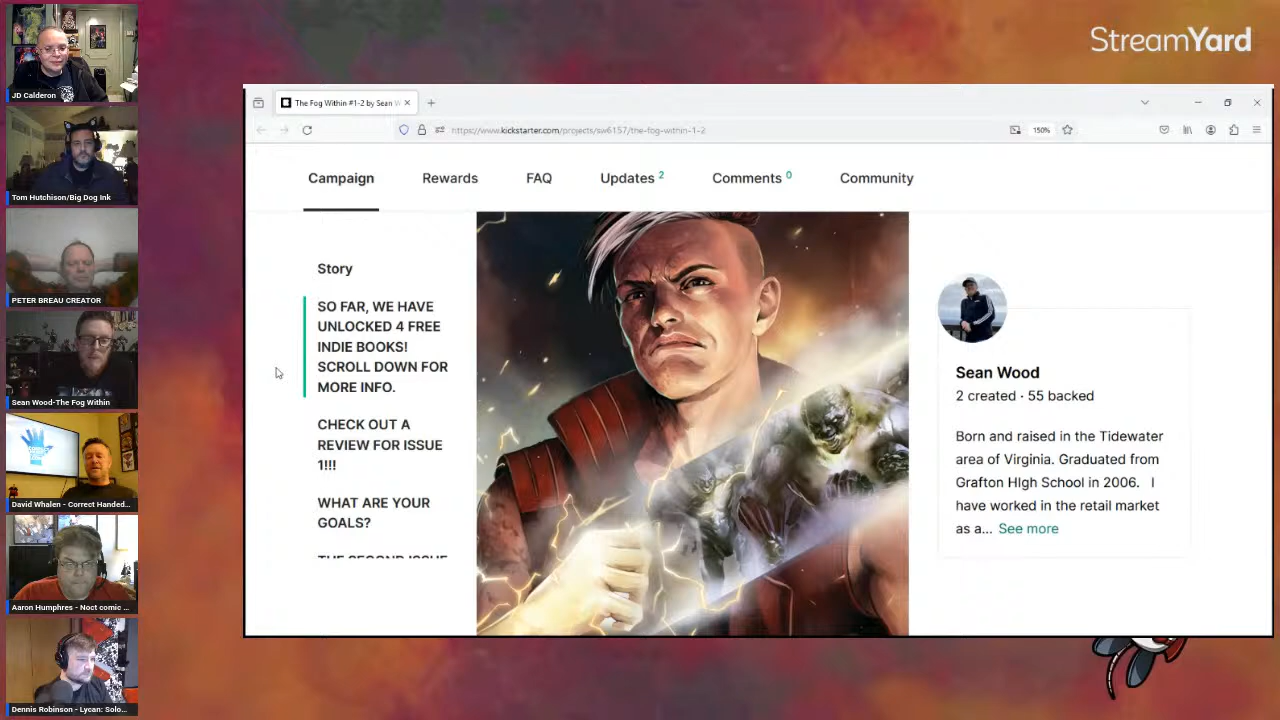 StreamYard
JD Calderon
Tom Hutchison/Big Dog Ink
PETER BREAU CREATOR
Sean Wood-The Fog Within
David Whalen - Correct Handed...
Aaron Humphres - Noct comic ...
Dennis Robinson - Lycan: Solo...
The Fog Within #1-2 by Sean W
https://www.kickstarter.com/projects/sw6157/the-fog-within-1-2
150%
Campaign
Rewards
FAQ
Updates 2
Comments 0
Community
Story
SO FAR, WE HAVE
UNLOCKED 4 FREE
INDIE BOOKS!
SCROLL DOWN FOR
MORE INFO.
CHECK OUT A
REVIEW FOR ISSUE
1!!!
WHAT ARE YOUR
GOALS?
THE SECOND ISSUE
Sean Wood
2 created · 55 backed
Born and raised in the Tidewater
area of Virginia. Graduated from
Grafton HIgh School in 2006. I
have worked in the retail market
as a... See more